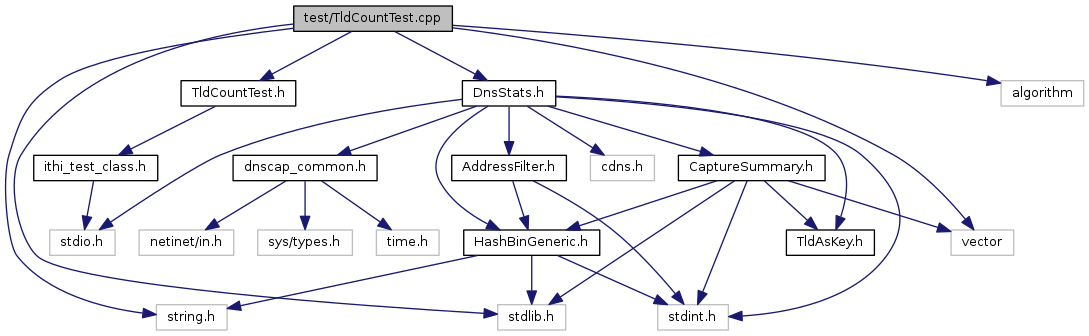 test/TldCountTest.cpp
TldCountTest.h
DnsStats.h
algorithm
ithi_test_class.h
dnscap_common.h
AddressFilter.h
cdns.h
CaptureSummary.h
stdio.h
netinet/in.h
sys/types.h
time.h
HashBinGeneric.h
TldAsKey.h
vector
string.h
stdlib.h
stdint.h